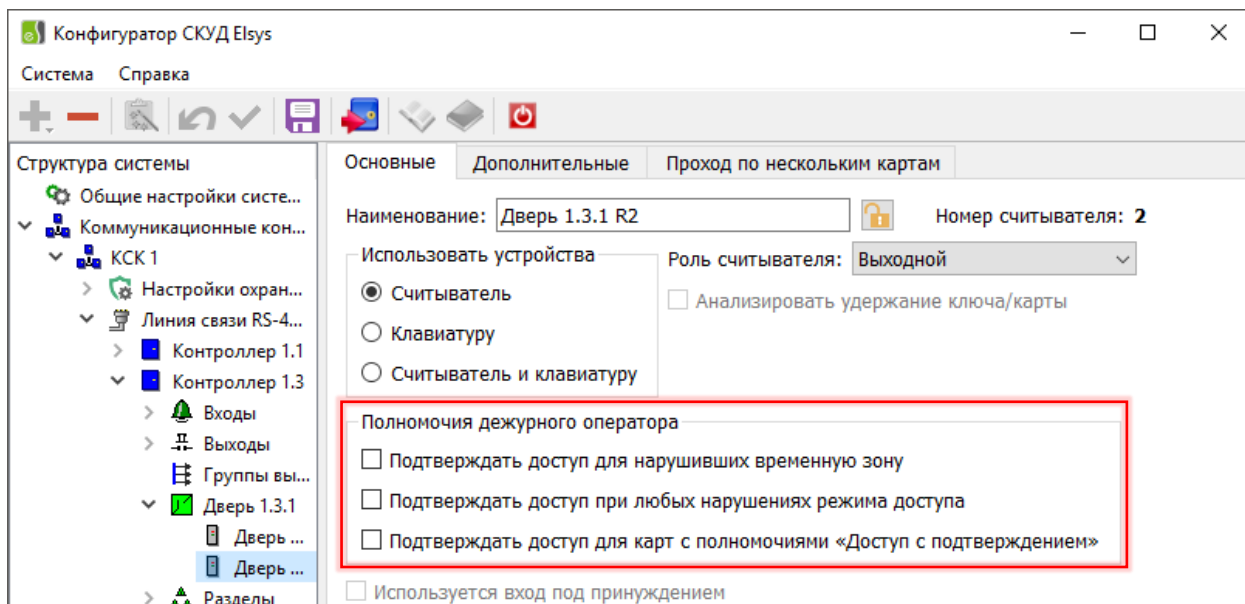 Конфигуратор СКУД Elsys
Система Справка
Структура системы
Общие настройки систе...
Коммуникационные кон...
КСК 1
Настройки охран...
Линия связи RS-4...
Контроллер 1.1
Контроллер 1.3
Входы
Выходы
Группы вы...
Дверь 1.3.1
Дверь ...
Дверь ...
Разделы
Основные Дополнительные Проход по нескольким картам
Наименование: Дверь 1.3.1 R2 Номер считывателя: 2
Использовать устройства Роль считывателя: Выходной
Считыватель Анализировать удержание ключа/карты
Клавиатуру
Считыватель и клавиатуру
Полномочия дежурного оператора
Подтверждать доступ для нарушивших временную зону
Подтверждать доступ при любых нарушениях режима доступа
Подтверждать доступ для карт с полномочиями «Доступ с подтверждением»
Используется вход под принуждением